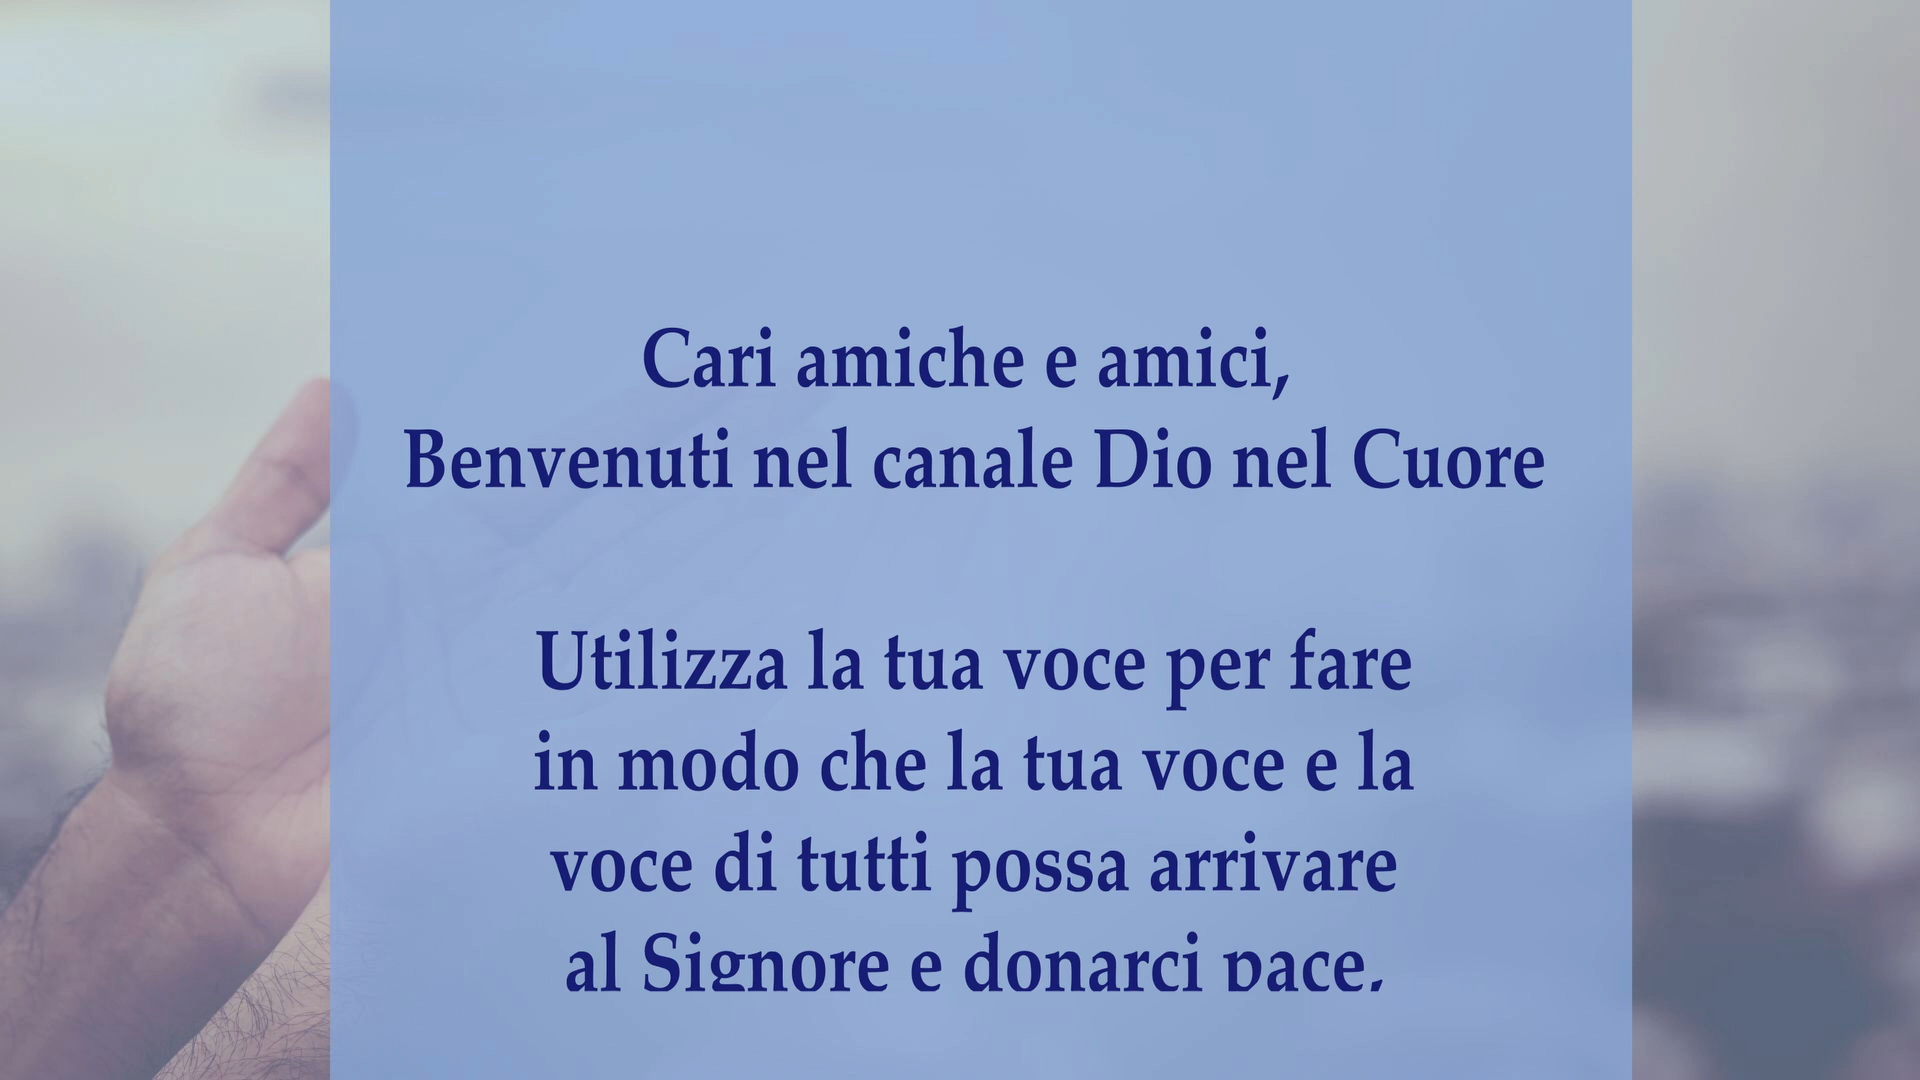 Cari amiche e amici,
Benvenuti nel canale Dio nel Cuore
Utilizza la tua voce per fare
in modo che la tua voce e la
voce di tutti possa arrivare
al Signore e donarci pace,